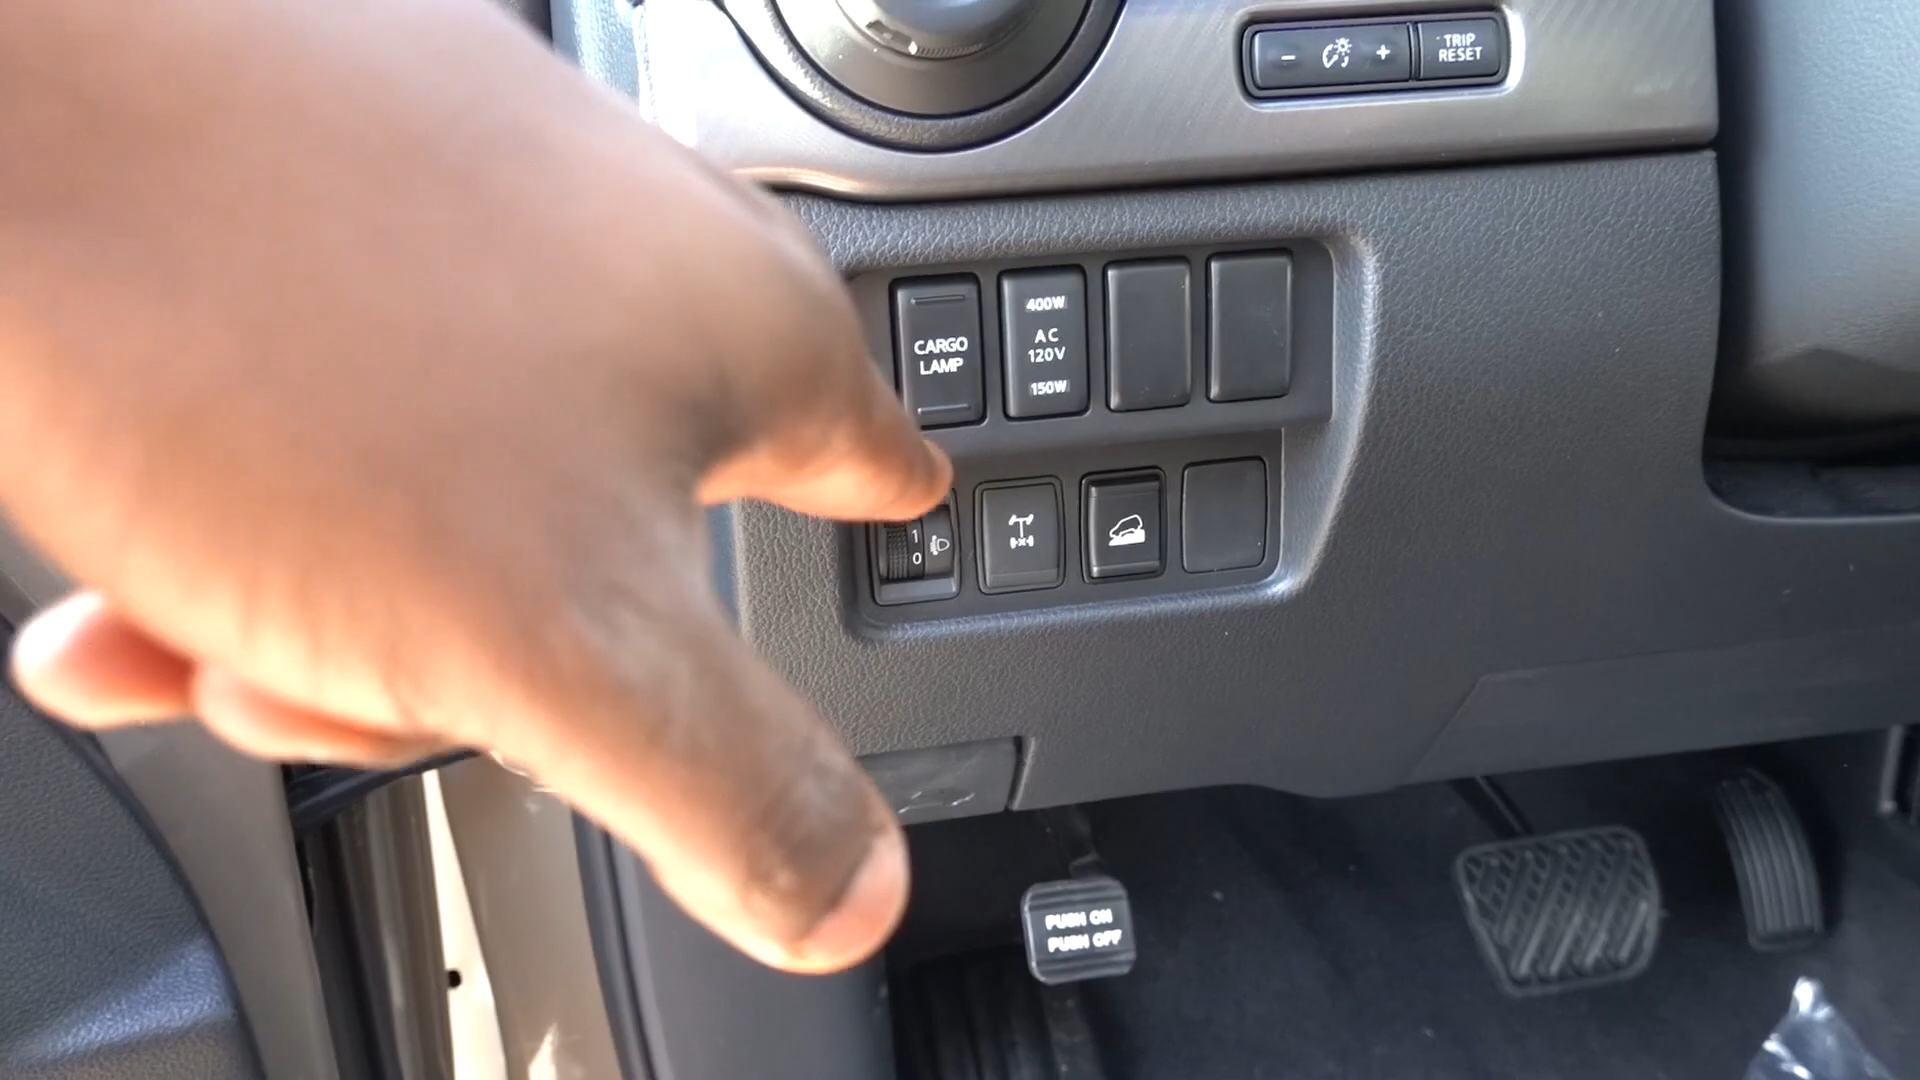 - +
TRIP
RESET
CARGO
LAMP
400W
AC
120V
150W
1
0
PUSH ON
PUSH OFF